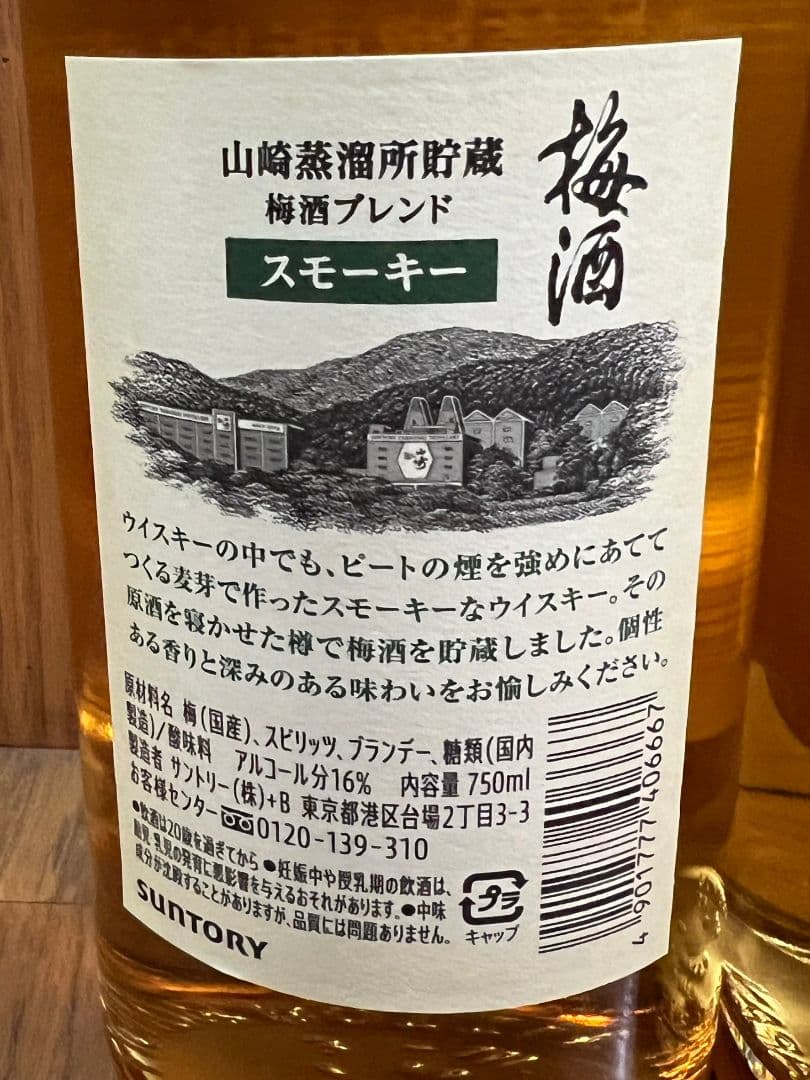 梅酒
山崎蒸溜所貯蔵
梅酒ブレンド
スモーキー
ウイスキーの中でも、ピートの煙を強めにあてて
つくる麦芽で作ったスモーキーなウイスキー。その
原酒を寝かせた樽で梅酒を貯蔵しました。個性
ある香りと深みのある味わいをお愉しみください。
原材料名 梅(国産)、スピリッツ、ブランデー、糖類(国内
製造)/酸味料 アルコール分16% 内容量 750ml
製造者 サントリー(株)+B 東京都港区台場2丁目3-3
お客様センター 0120-139-310
●飲酒は20歳を過ぎてから ●妊娠中や授乳期の飲酒は、
胎児・乳児の発育に悪影響を与えるおそれがあります。●中味
成分が沈殿することがありますが、品質には問題ありません。
SUNTORY
プラ
キャップ
4 901777 406667